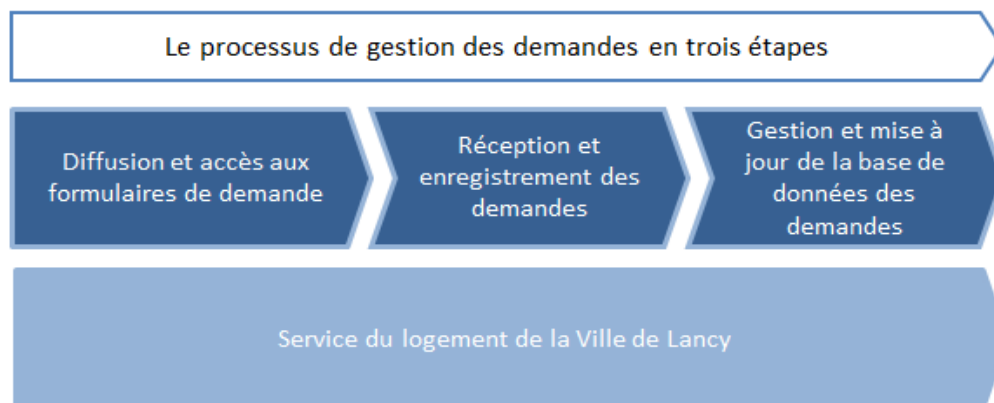 Le processus de gestion des demandes en trois étapes
Diffusion et accès aux
formulaires de demande
Réception et
enregistrement des
demandes
Gestion et mise à
jour de la base de
données des
demandes
Service du logement de la Ville de Lancy